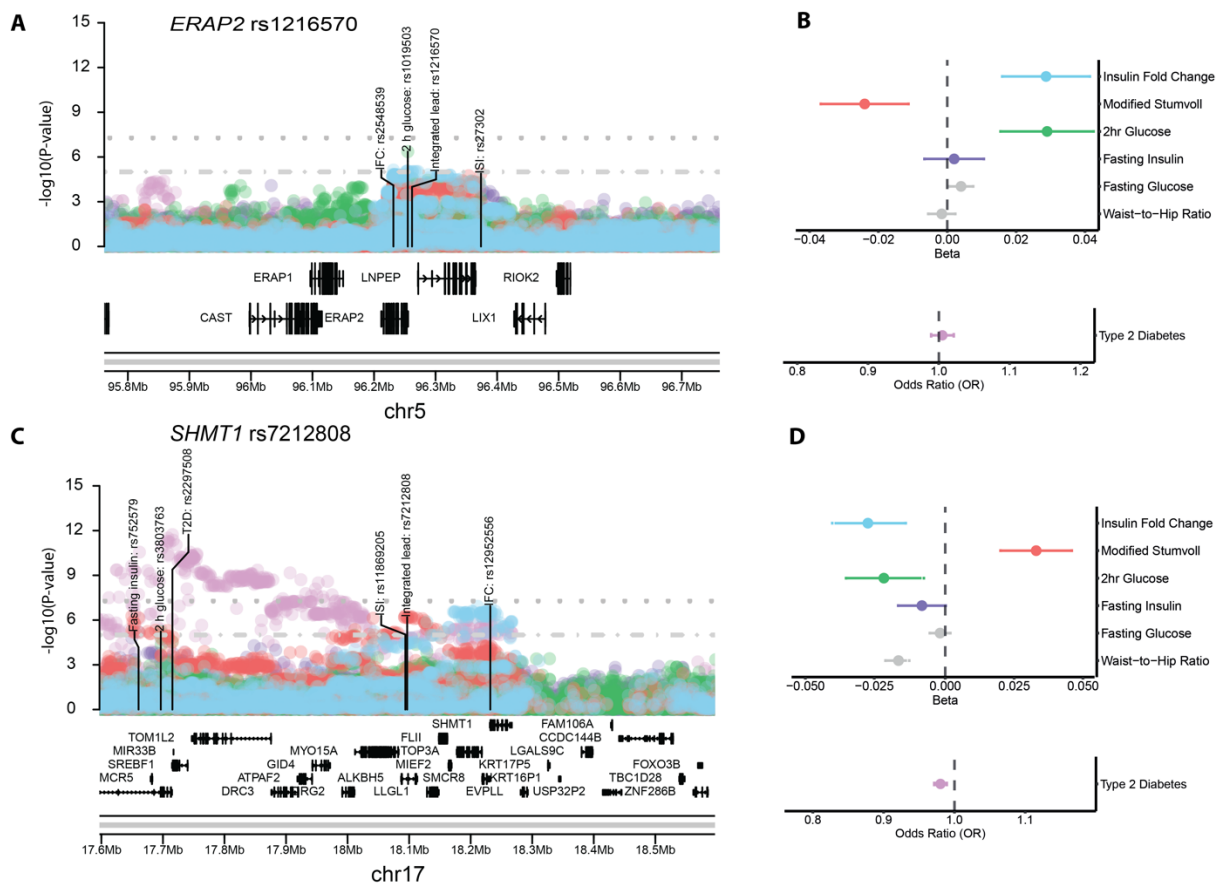 A
ERAP2 rs1216570
15
12
9
6
3
0
-log10(P-value)
IFC: rs2548539
2 h glucose: rs1019503
Integrated lead: rs1216570
ISI: rs27302
ERAP1 LNPEP RIOK2
CAST ERAP2 LIX1
95.8Mb 95.9Mb 96Mb 96.1Mb 96.2Mb 96.3Mb 96.4Mb 96.5Mb 96.6Mb 96.7Mb
chr5
B
Insulin Fold Change
Modified Stumvoll
2hr Glucose
Fasting Insulin
Fasting Glucose
Waist-to-Hip Ratio
-0.04 -0.02 0.00 0.02 0.04
Beta
Type 2 Diabetes
0.8 0.9 1.0 1.1 1.2
Odds Ratio (OR)
C
SHMT1 rs7212808
15
12
9
6
3
0
-log10(P-value)
Fasting insulin: rs752579
2 h glucose: rs3803763
T2D: rs2297508
ISI: rs11869205
Integrated lead: rs7212808
IFC: rs12952556
SHMT1 FAM106A
TOM1L2 FLII CCDC144B
MIR33B MYO15A TOP3A LGALS9C
SREBF1 GID4 MIEF2 KRT17P5 FOXO3B
MCR5 ATPAF2 ALKBH5 SMCR8 KRT16P1 TBC1D28
DRC3 RG2 LLGL1 EVPLL USP32P2 ZNF286B
17.6Mb 17.7Mb 17.8Mb 17.9Mb 18Mb 18.1Mb 18.2Mb 18.3Mb 18.4Mb 18.5Mb
chr17
D
Insulin Fold Change
Modified Stumvoll
2hr Glucose
Fasting Insulin
Fasting Glucose
Waist-to-Hip Ratio
-0.050 -0.025 0.000 0.025 0.050
Beta
Type 2 Diabetes
0.8 0.9 1.0 1.1
Odds Ratio (OR)